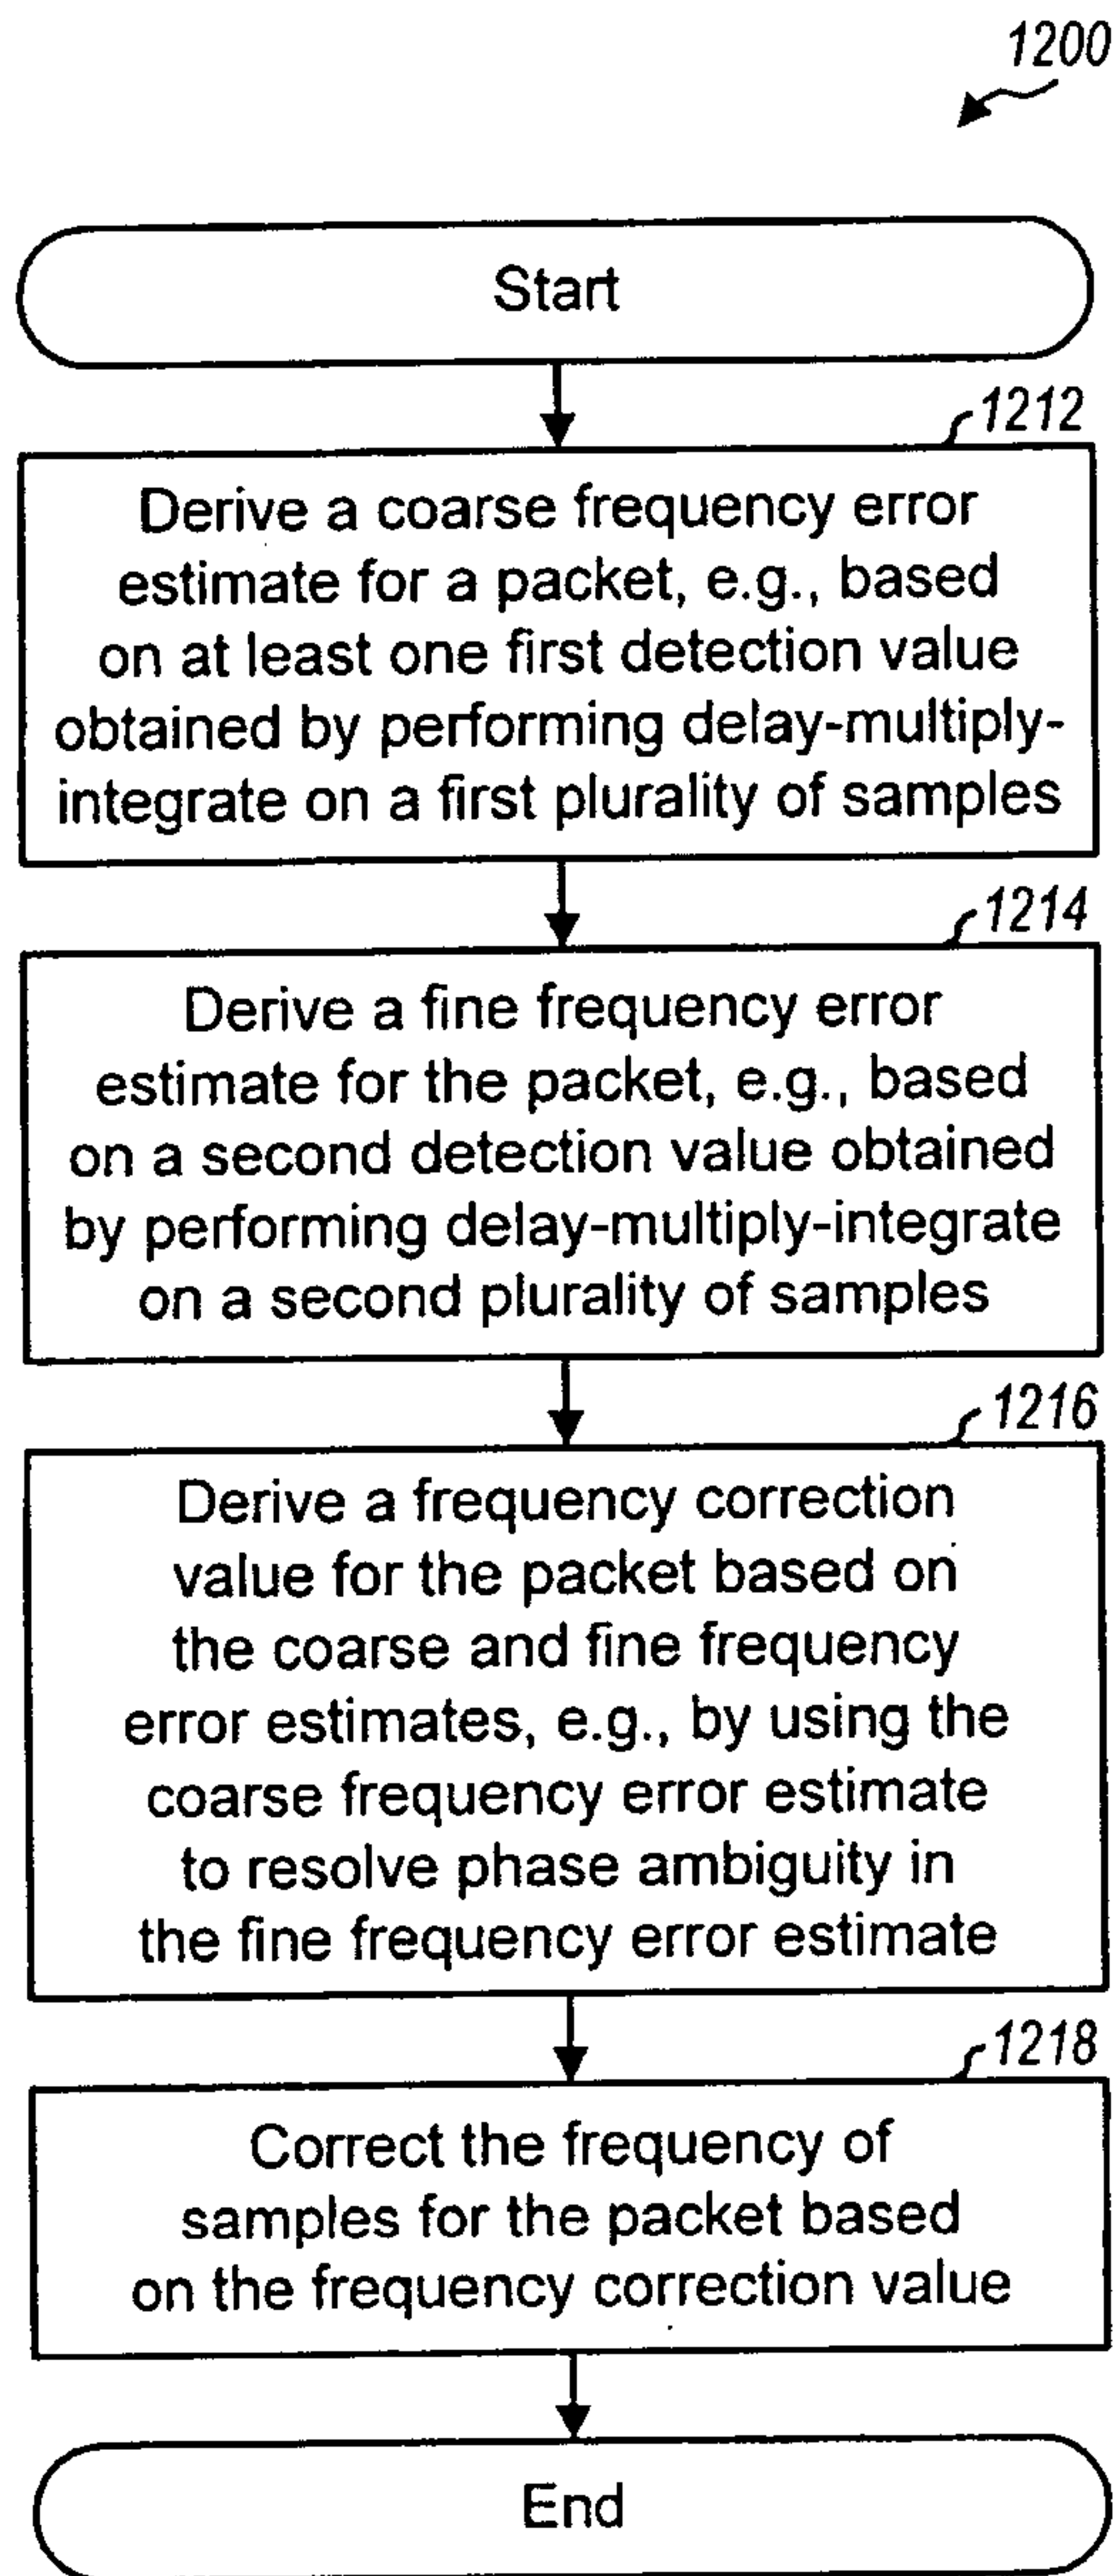 1200
Start
1212
Derive a coarse frequency error
estimate for a packet, e.g., based
on at least one first detection value
obtained by performing delay-multiply-
integrate on a first plurality of samples
1214
Derive a fine frequency error
estimate for the packet, e.g., based
on a second detection value obtained
by performing delay-multiply-integrate
on a second plurality of samples
1216
Derive a frequency correction
value for the packet based on
the coarse and fine frequency
error estimates, e.g., by using the
coarse frequency error estimate
to resolve phase ambiguity in
the fine frequency error estimate
1218
Correct the frequency of
samples for the packet based
on the frequency correction value
End